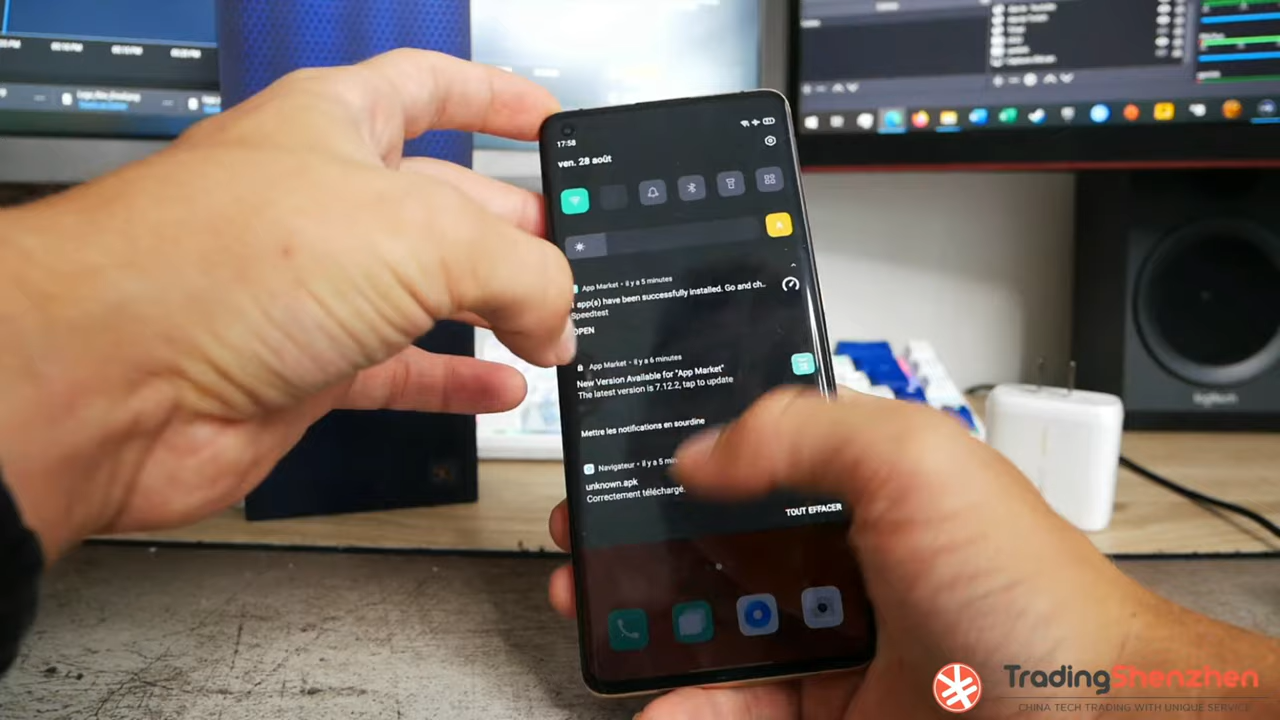 17:58
ven. 28 août
App Market • il y a 5 minutes
app(s) have been successfully installed. Go and ch..
Speedtest
OPEN
App Market • il y a 6 minutes
New Version Available for "App Market"
The latest version is 7.12.2, tap to update
Mettre les notifications en sourdine
Navigateur • il y a 5 min
unknown.apk
Correctement téléchargé.
TOUT EFFACER
logitech
TradingShenzhen
CHINA TECH TRADING WITH UNIQUE SERVICE